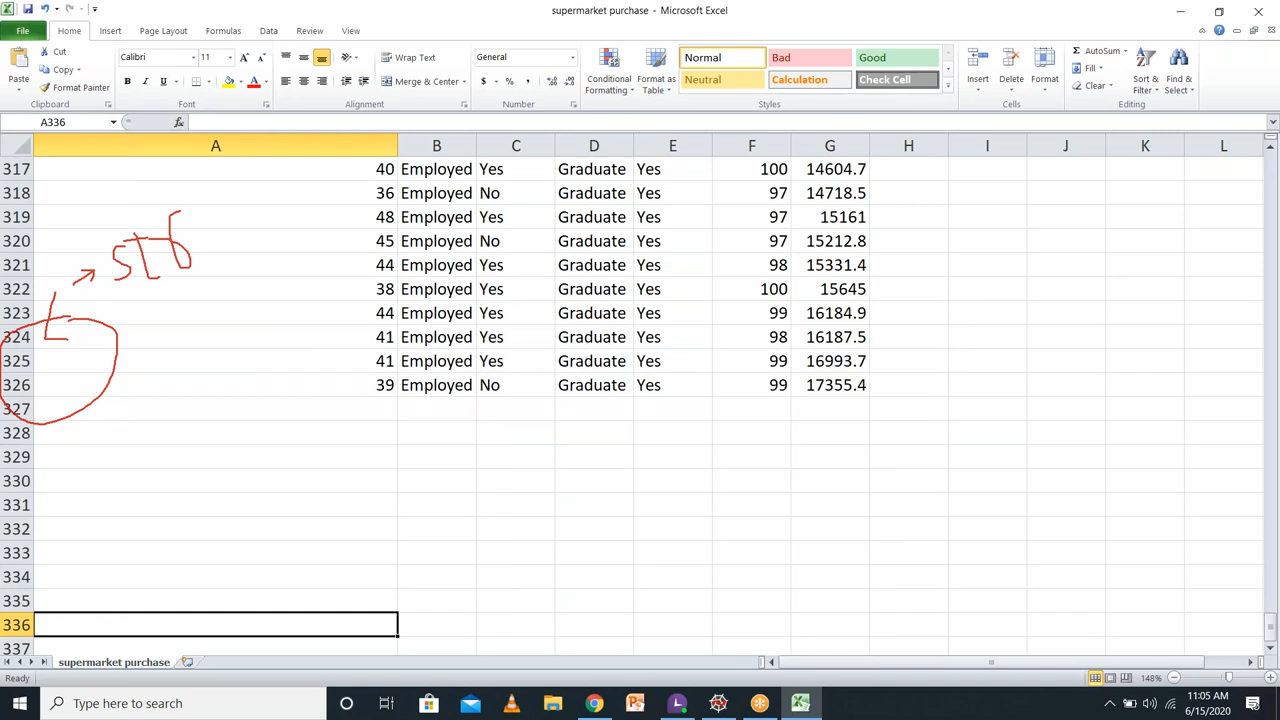 supermarket purchase - Microsoft Excel
File Home Insert Page Layout Formulas Data Review View
Paste Cut Copy Format Painter Clipboard
Calibri 11 B I U A Font
Wrap Text Merge & Center Alignment
General $ % , Number
Conditional Formatting Format as Table
Normal Bad Good
Neutral Calculation Check Cell
Styles
Insert Delete Format Cells
Σ AutoSum Fill Clear Sort & Filter Find & Select Editing
A336 fx
A B C D E F G H I J K L
317 40 Employed Yes Graduate Yes 100 14604.7
318 36 Employed No Graduate Yes 97 14718.5
319 48 Employed Yes Graduate Yes 97 15161
320 45 Employed No Graduate Yes 97 15212.8
321 44 Employed Yes Graduate Yes 98 15331.4
322 38 Employed Yes Graduate Yes 100 15645
323 44 Employed Yes Graduate Yes 99 16184.9
324 41 Employed Yes Graduate Yes 98 16187.5
325 41 Employed Yes Graduate Yes 99 16993.7
326 39 Employed No Graduate Yes 99 17355.4
327
328
329
330
331
332
333
334
335
336
337
supermarket purchase
Ready 148%
Type here to search
11:05 AM
6/15/2020